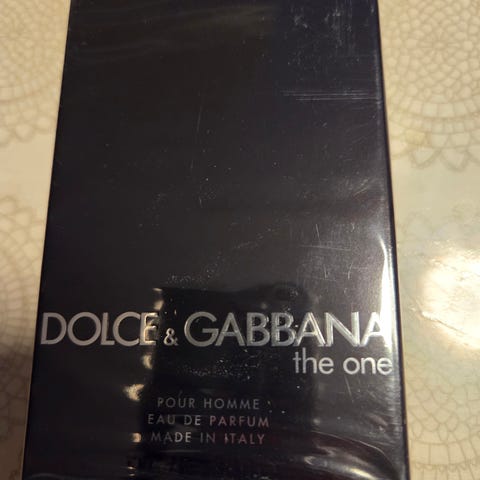 DOLCE & GABBANA
the one
POUR HOMME
EAU DE PARFUM
MADE IN ITALY